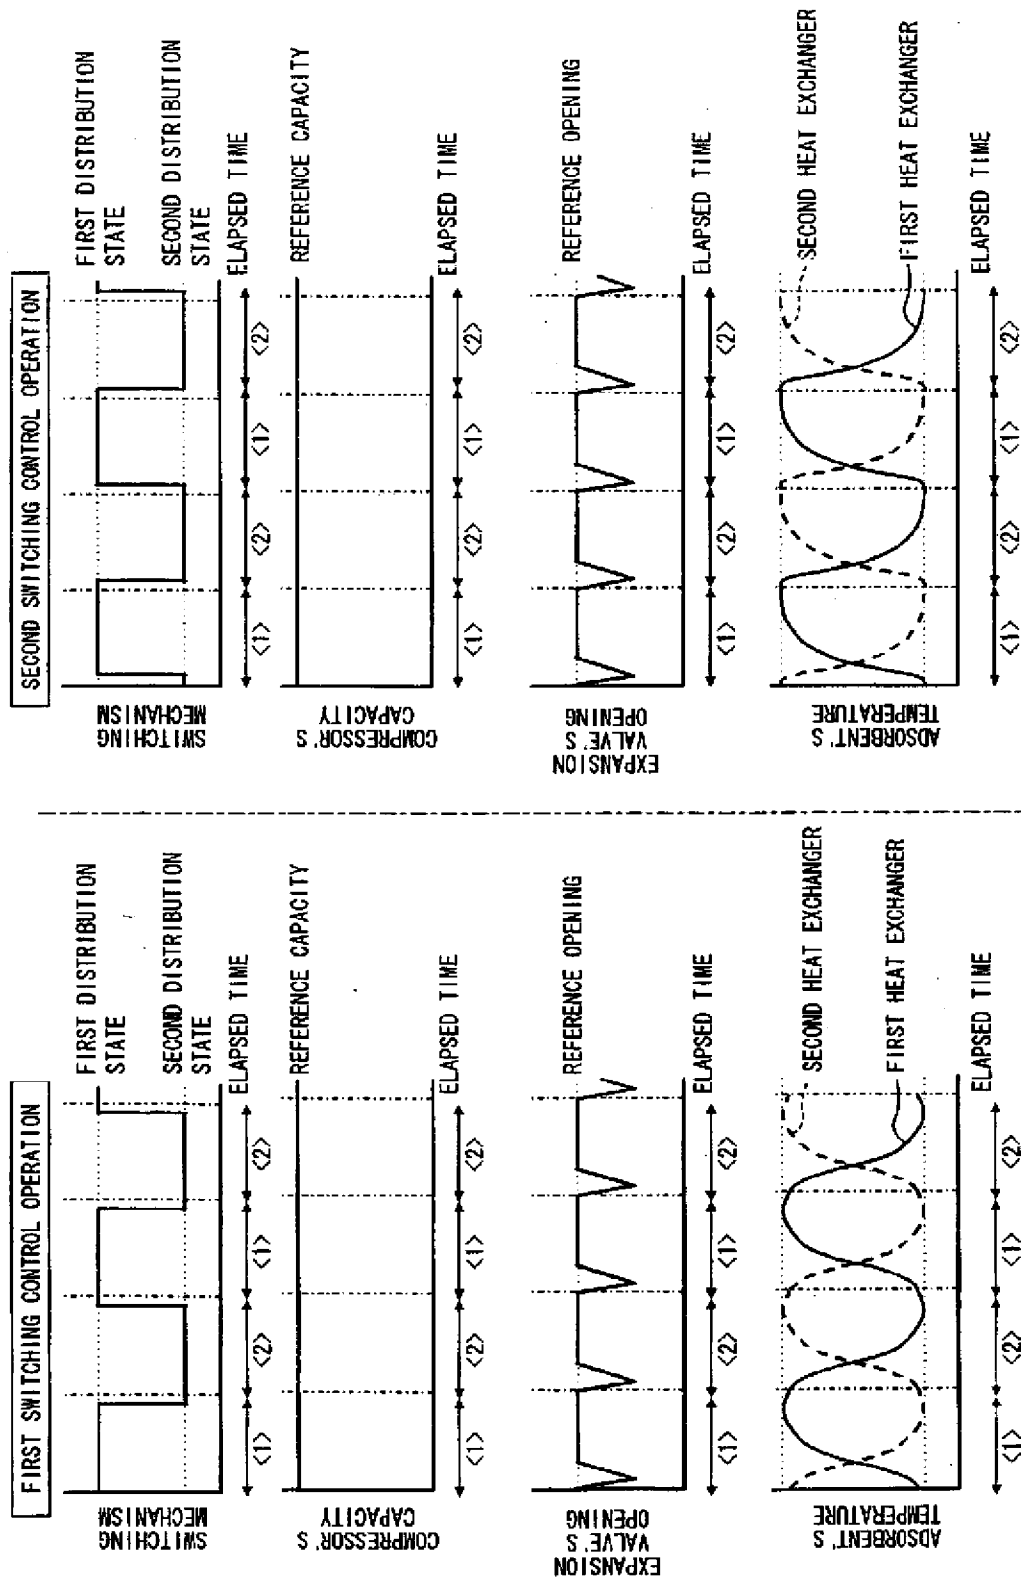 FIRST SWITCHING CONTROL OPERATION
SWITCHING
MECHANISM
FIRST DISTRIBUTION
STATE
SECOND DISTRIBUTION
STATE
ELAPSED TIME
<1>
<2>
<1>
<2>
COMPRESSOR'S
CAPACITY
REFERENCE CAPACITY
ELAPSED TIME
<1>
<2>
<1>
<2>
EXPANSION
VALVE'S
OPENING
REFERENCE OPENING
ELAPSED TIME
<1>
<2>
<1>
<2>
ADSORBENT'S
TEMPERATURE
SECOND HEAT EXCHANGER
FIRST HEAT EXCHANGER
ELAPSED TIME
<1>
<2>
<1>
<2>
SECOND SWITCHING CONTROL OPERATION
SWITCHING
MECHANISM
FIRST DISTRIBUTION
STATE
SECOND DISTRIBUTION
STATE
ELAPSED TIME
<1>
<2>
<1>
<2>
COMPRESSOR'S
CAPACITY
REFERENCE CAPACITY
ELAPSED TIME
<1>
<2>
<1>
<2>
EXPANSION
VALVE'S
OPENING
REFERENCE OPENING
ELAPSED TIME
<1>
<2>
<1>
<2>
ADSORBENT'S
TEMPERATURE
SECOND HEAT EXCHANGER
FIRST HEAT EXCHANGER
ELAPSED TIME
<1>
<2>
<1>
<2>